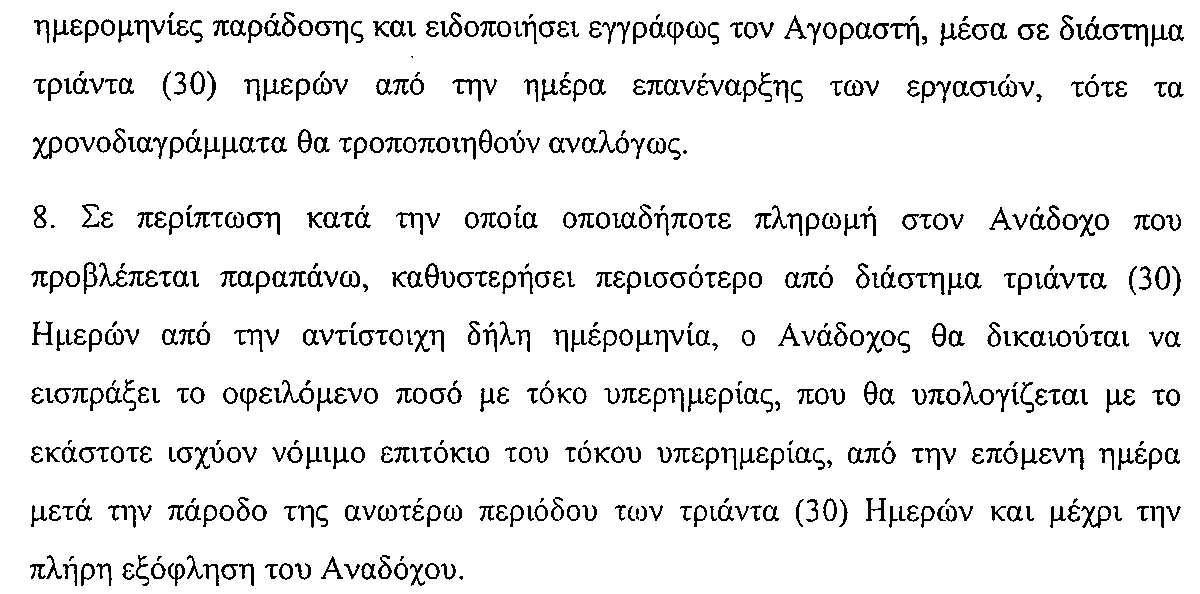 ημερομηνίες παράδοσης και ειδοποιήσει εγγράφως τον Αγοραστή, μέσα σε διάστημα
τριάντα (30) ημερών από την ημέρα επανέναρξης των εργασιών, τότε τα
χρονοδιαγράμματα θα τροποποιηθούν αναλόγως.
8. Σε περίπτωση κατά την οποία οποιαδήποτε πληρωμή στον Ανάδοχο που
προβλέπεται παραπάνω, καθυστερήσει περισσότερο από διάστημα τριάντα (30)
Ημερών από την αντίστοιχη δήλη ημέρομηνία, ο Ανάδοχος θα δικαιούται να
εισπράξει το οφειλόμενο ποσό με τόκο υπερημερίας, που θα υπολογίζεται με το
εκάστοτε ισχύον νόμιμο επιτόκιο του τόκου υπερημερίας, από την επόμενη ημέρα
μετά την πάροδο της ανωτέρω περιόδου των τριάντα (30) Ημερών και μέχρι την
πλήρη εξόφληση του Αναδόχου.